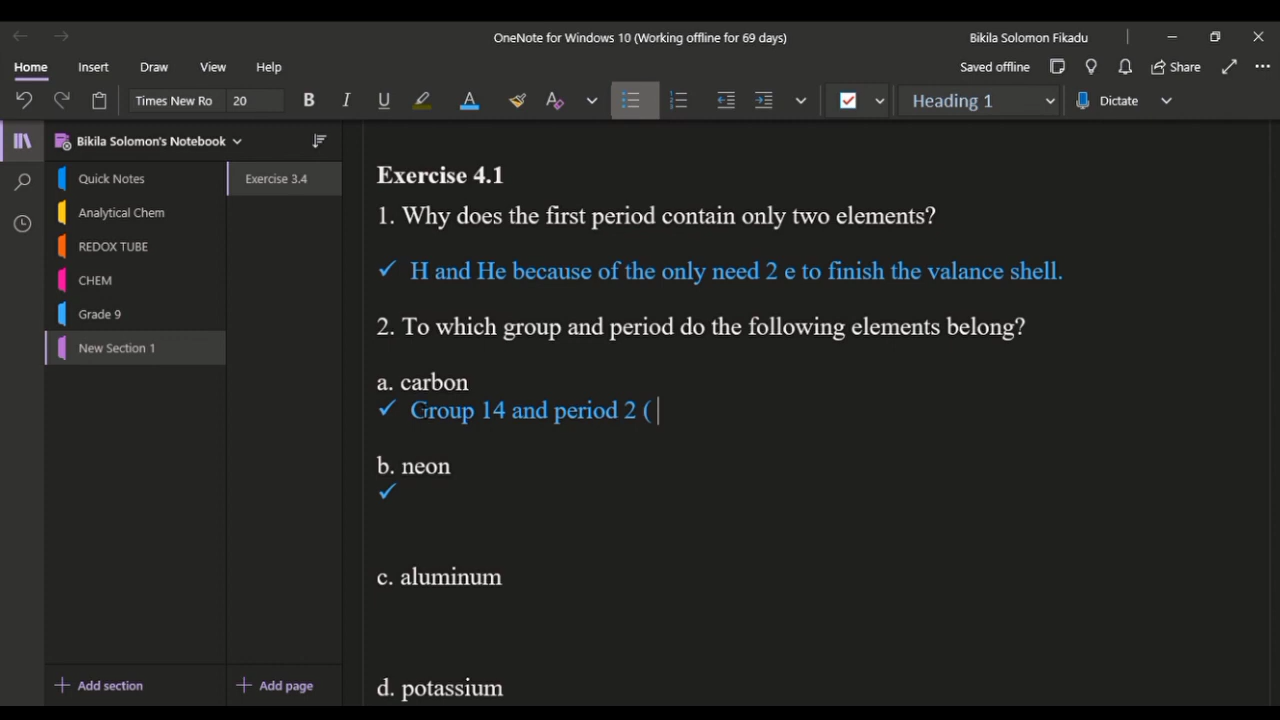 OneNote for Windows 10 (Working offline for 69 days)
Bikila Solomon Fikadu
Home Insert Draw View Help
Saved offline
Share
Times New Ro 20 B I U A A Heading 1 Dictate
Bikila Solomon's Notebook
Quick Notes
Analytical Chem
REDOX TUBE
CHEM
Grade 9
New Section 1
Add section
Exercise 3.4
Add page
Exercise 4.1
1. Why does the first period contain only two elements?
✓ H and He because of the only need 2 e to finish the valance shell.
2. To which group and period do the following elements belong?
a. carbon
✓ Group 14 and period 2 (
b. neon
✓
c. aluminum
d. potassium